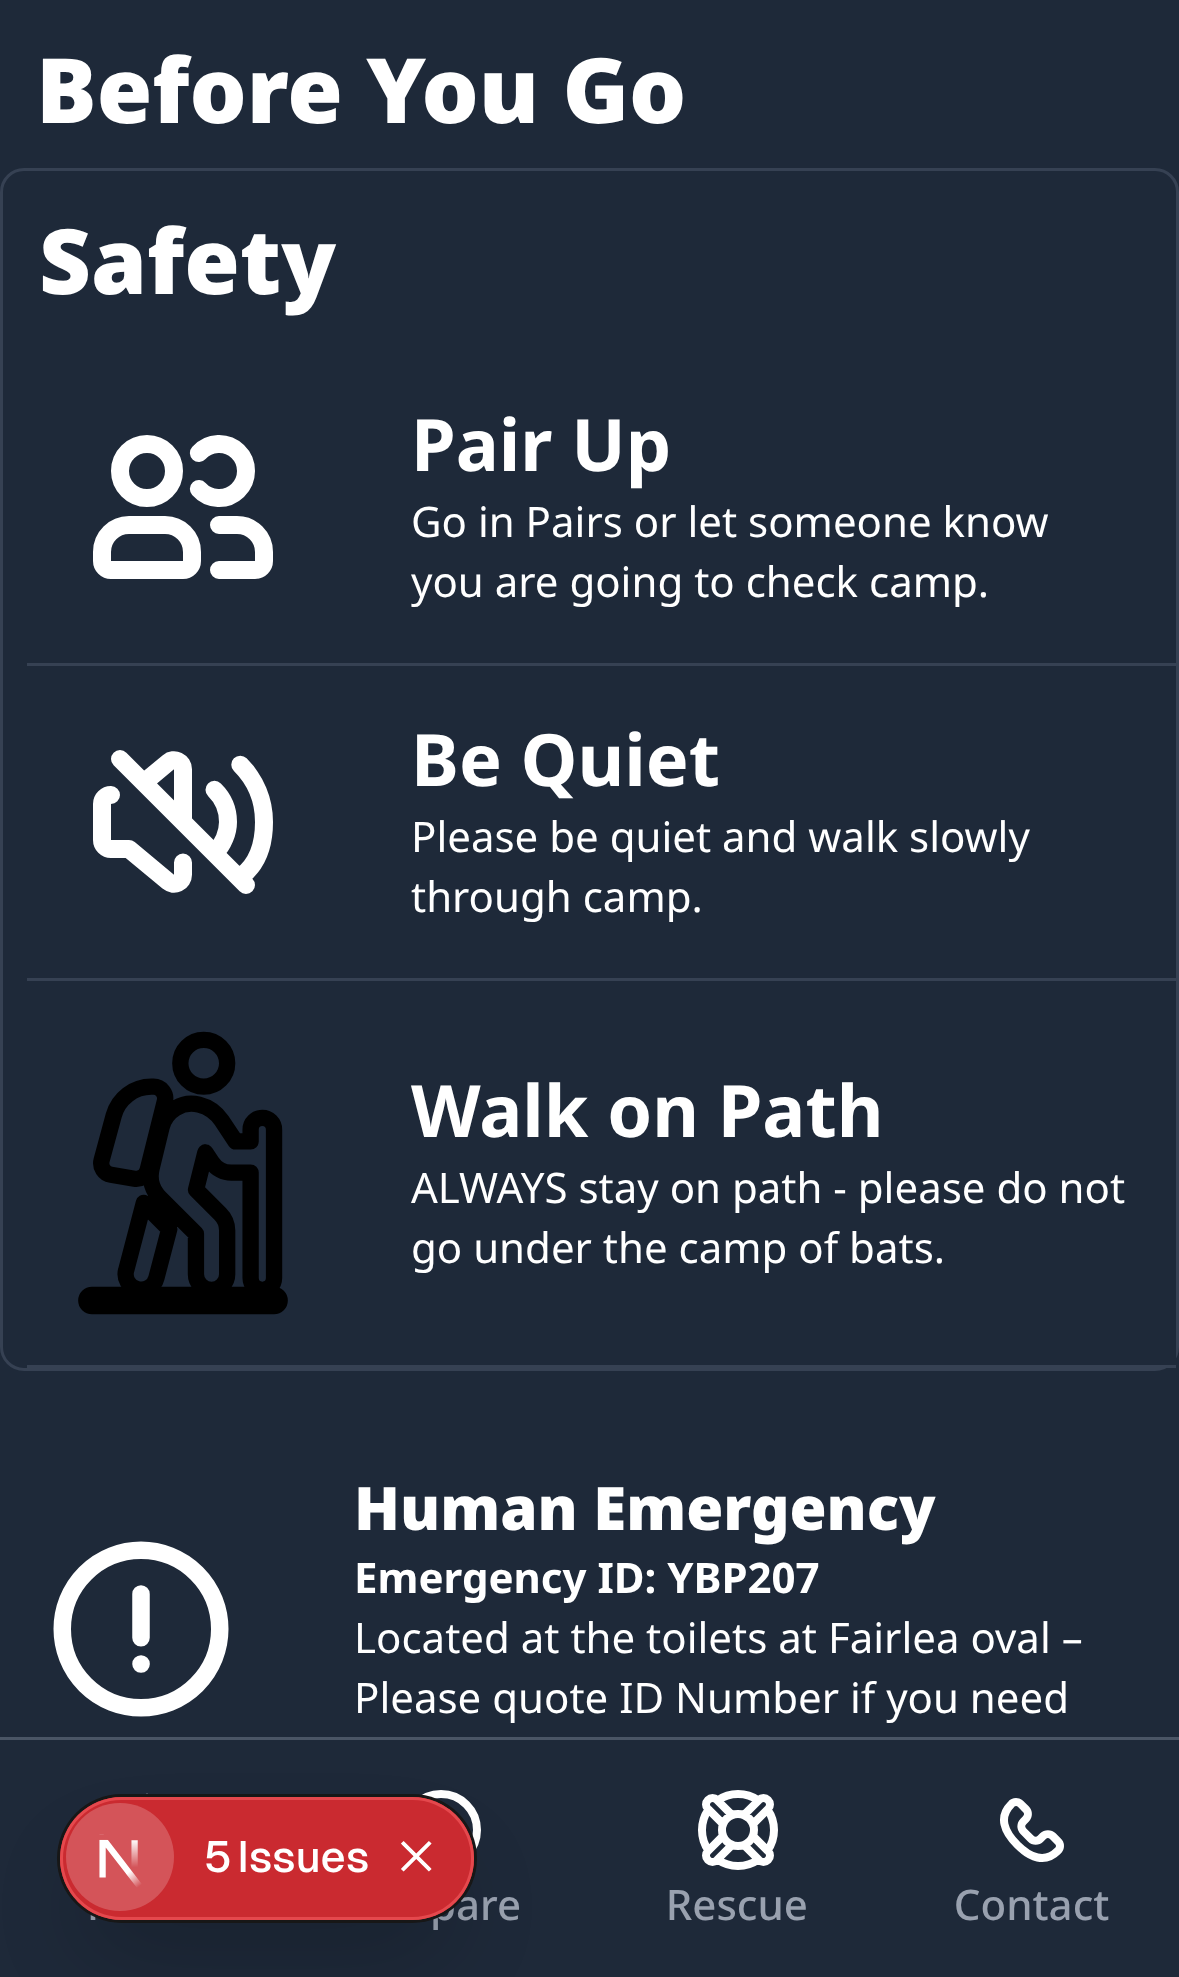 Before You Go
Safety
Pair Up
Go in Pairs or let someone know
you are going to check camp.
Be Quiet
Please be quiet and walk slowly
through camp.
Walk on Path
ALWAYS stay on path - please do not
go under the camp of bats.
Human Emergency
Emergency ID: YBP207
Located at the toilets at Fairlea oval –
Please quote ID Number if you need
N 5 Issues
Rescue
Contact